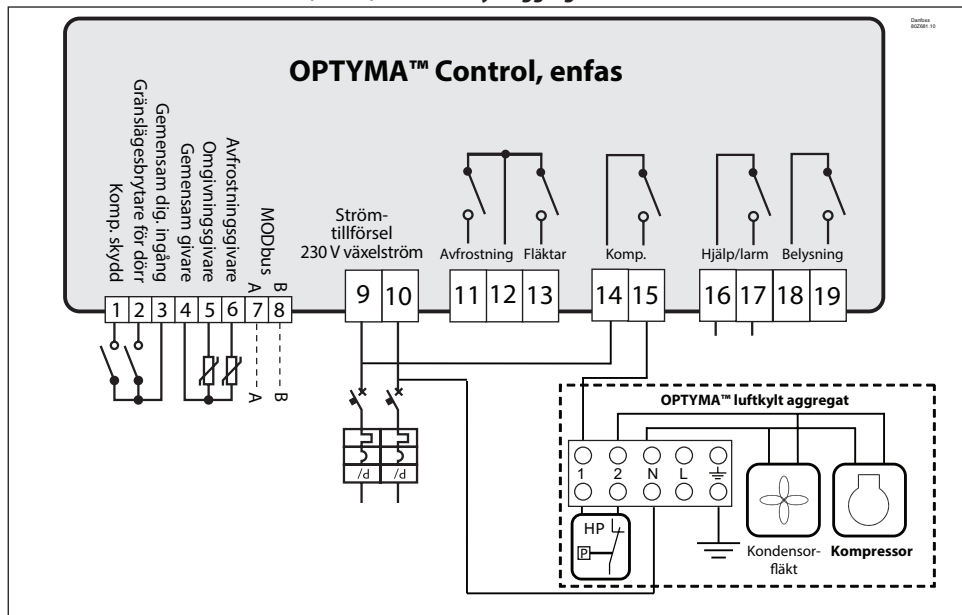 Danfoss
80Z681.10
OPTYMA™ Control, enfas
Komp. skydd
Gränslägesbrytare för dörr
Gemensam dig. ingång
Gemensam givare
Omgivningsgivare
Avfrostningsgivare
MODbus
A
B
Ström-
tillförsel
230 V växelström
Avfrostning
Fläktar
Komp.
Hjälp/larm
Belysning
1 2 3 4 5 6 7 8
9 10
11 12 13
14 15
16 17 18 19
A
B
OPTYMA™ luftkylt aggregat
1 2 N L
HP
P
Kondensor-
fläkt
Kompressor